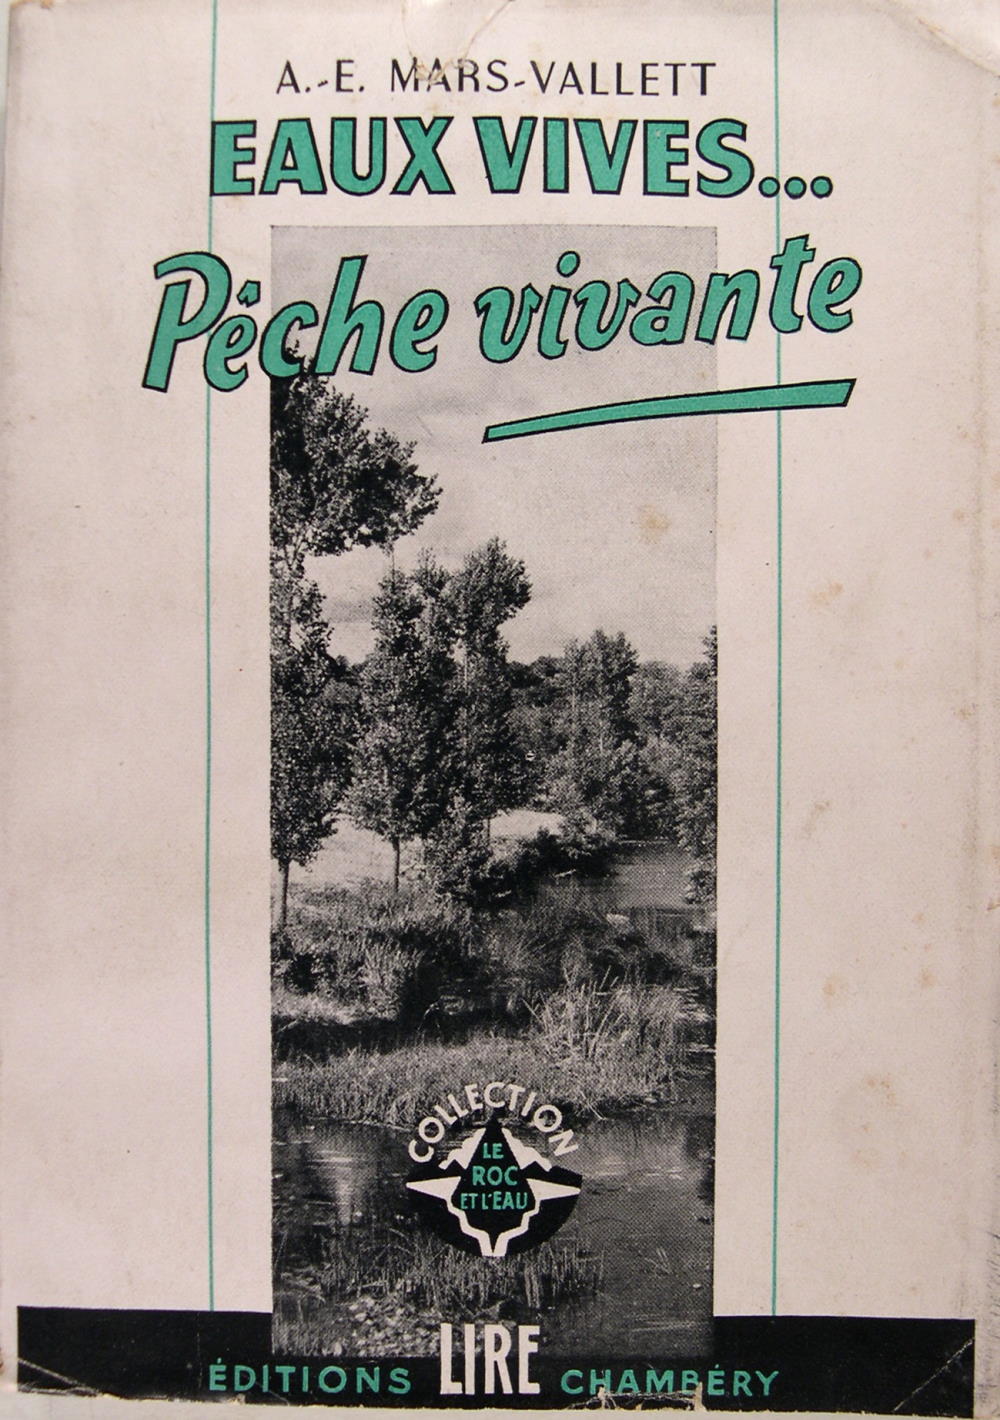 A.-E. MARS-VALLETT
EAUX VIVES...
Pêche vivante
COLLECTION
LE
ROC
ET L'EAU
ÉDITIONS LIRE CHAMBÉRY